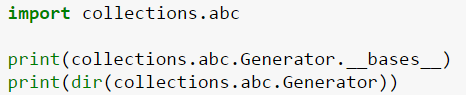 import collections.abc
print(collections.abc.Generator.__bases__)
print(dir(collections.abc.Generator))